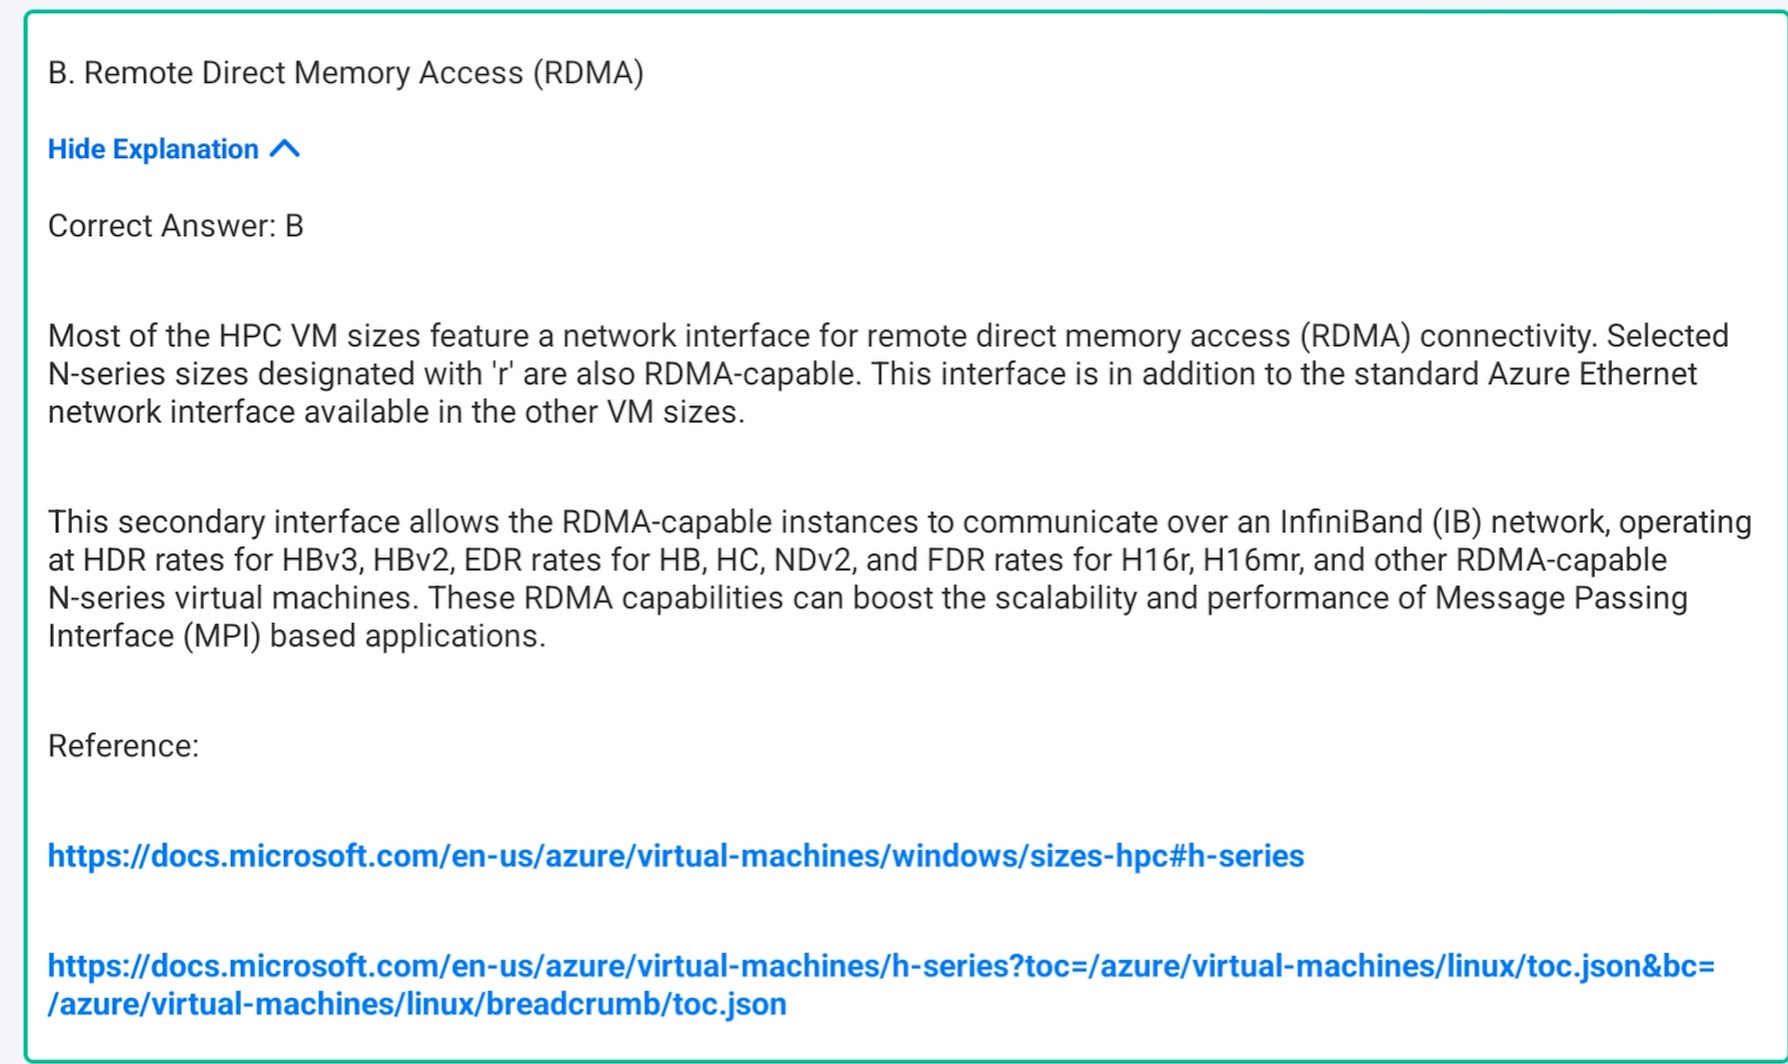 B. Remote Direct Memory Access (RDMA)
Hide Explanation
Correct Answer: B
Most of the HPC VM sizes feature a network interface for remote direct memory access (RDMA) connectivity. Selected
N-series sizes designated with 'r' are also RDMA-capable. This interface is in addition to the standard Azure Ethernet
network interface available in the other VM sizes.
This secondary interface allows the RDMA-capable instances to communicate over an InfiniBand (IB) network, operating
at HDR rates for HBv3, HBv2, EDR rates for HB, HC, NDv2, and FDR rates for H16r, H16mr, and other RDMA-capable
N-series virtual machines. These RDMA capabilities can boost the scalability and performance of Message Passing
Interface (MPI) based applications.
Reference:
https://docs.microsoft.com/en-us/azure/virtual-machines/windows/sizes-hpc#h-series
https://docs.microsoft.com/en-us/azure/virtual-machines/h-series?toc=/azure/virtual-machines/linux/toc.json&bc=
/azure/virtual-machines/linux/breadcrumb/toc.json